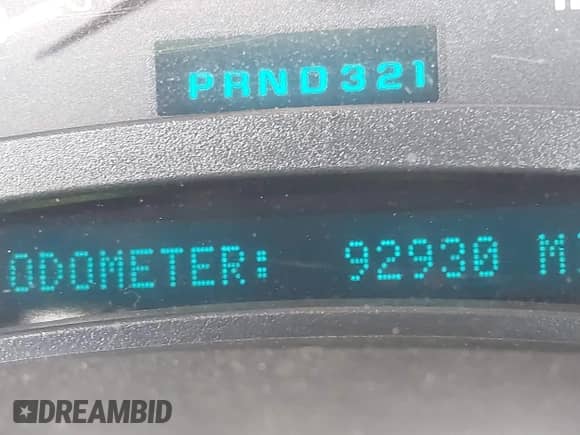 PRND321
ODOMETER: 92930 M
DREAMBID